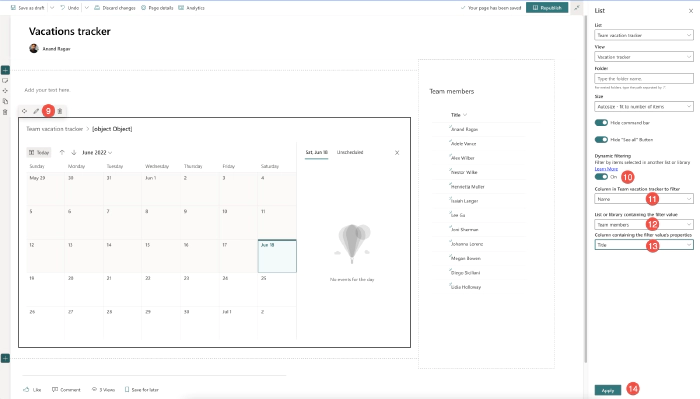 Save as draft
Undo
Discard changes
Page details
Analytics
Your page has been saved
Republish
Vacations tracker
Anand Ragav
Add your text here
9
Team vacation tracker > [object Object]
Today
June 2022
Sat, Jun 18
Unscheduled
Sunday Monday Tuesday Wednesday Thursday Friday Saturday
May 29 30 31 Jun 1 2 3 4
5 6 7 8 9 10 11
12 13 14 15 16 17 Jun 18
19 20 21 22 23 24 25
26 27 28 29 30 Jul 1 2
No events for the day
Team members
Title
Anand Ragav
Adele Vance
Alex Wilber
Nestor Wilke
Henrietta Muller
Isaiah Langer
Lee Gu
Joni Sherman
Johanna Lorenz
Megan Bowen
Diego Siciliani
Lidia Holloway
Like
Comment
3 Views
Save for later
List
List
Team vacation tracker
View
Vacation tracker
Folder
Type the folder name
Size
Autosize - fit to number of items
Hide command bar
Hide "See all" Button
Dynamic filtering
Filter by items selected in another list or library
Learn More
On
10
Column in Team vacation tracker to filter
11
Name
List or library containing the filter value
Team members
12
Column containing the filter value's properties
Title
13
Apply
14